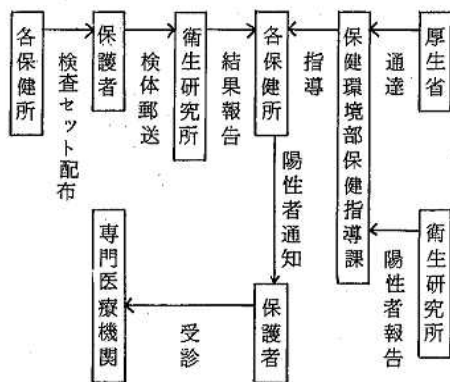 各保健所
検査セット配布
保護者
検体郵送
衛生研究所
結果報告
各保健所
指導
保健環境部保健指導課
通達
厚生省
陽性者通知
衛生研究所
陽性者報告
保護者
受診
専門医療機関